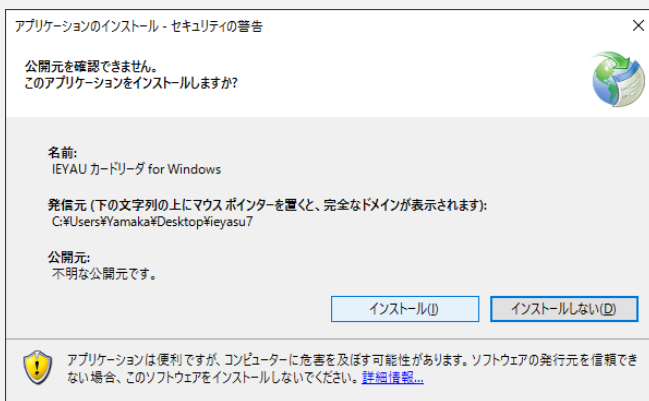 アプリケーションのインストール - セキュリティの警告
公開元を確認できません。
このアプリケーションをインストールしますか?
名前:
IEYAU カードリーダ for Windows
発信元 (下の文字列の上にマウス ポインターを置くと、完全なドメインが表示されます):
C:¥Users¥Yamaka¥Desktop¥ieyasu7
公開元:
不明な公開元です。
インストール(I)
インストールしない(D)
アプリケーションは便利ですが、コンピューターに危害を及ぼす可能性があります。ソフトウェアの発行元を信頼でき
ない場合、このソフトウェアをインストールしないでください。詳細情報...